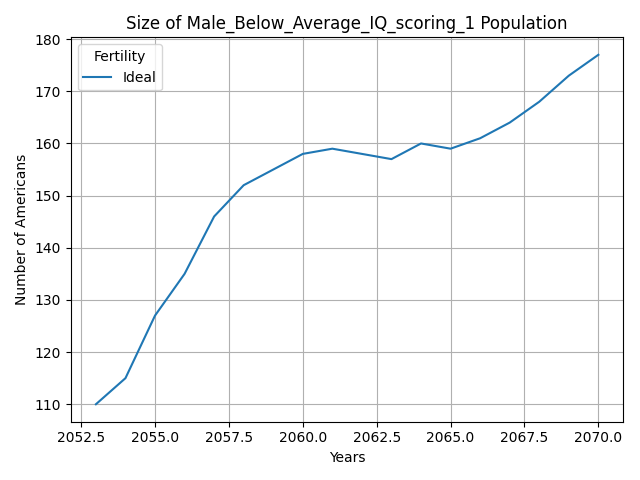 Size of Male_Below_Average_IQ_scoring_1 Population
Fertility
Ideal
Number of Americans
180
170
160
150
140
130
120
110
2052.5 2055.0 2057.5 2060.0 2062.5 2065.0 2067.5 2070.0
Years